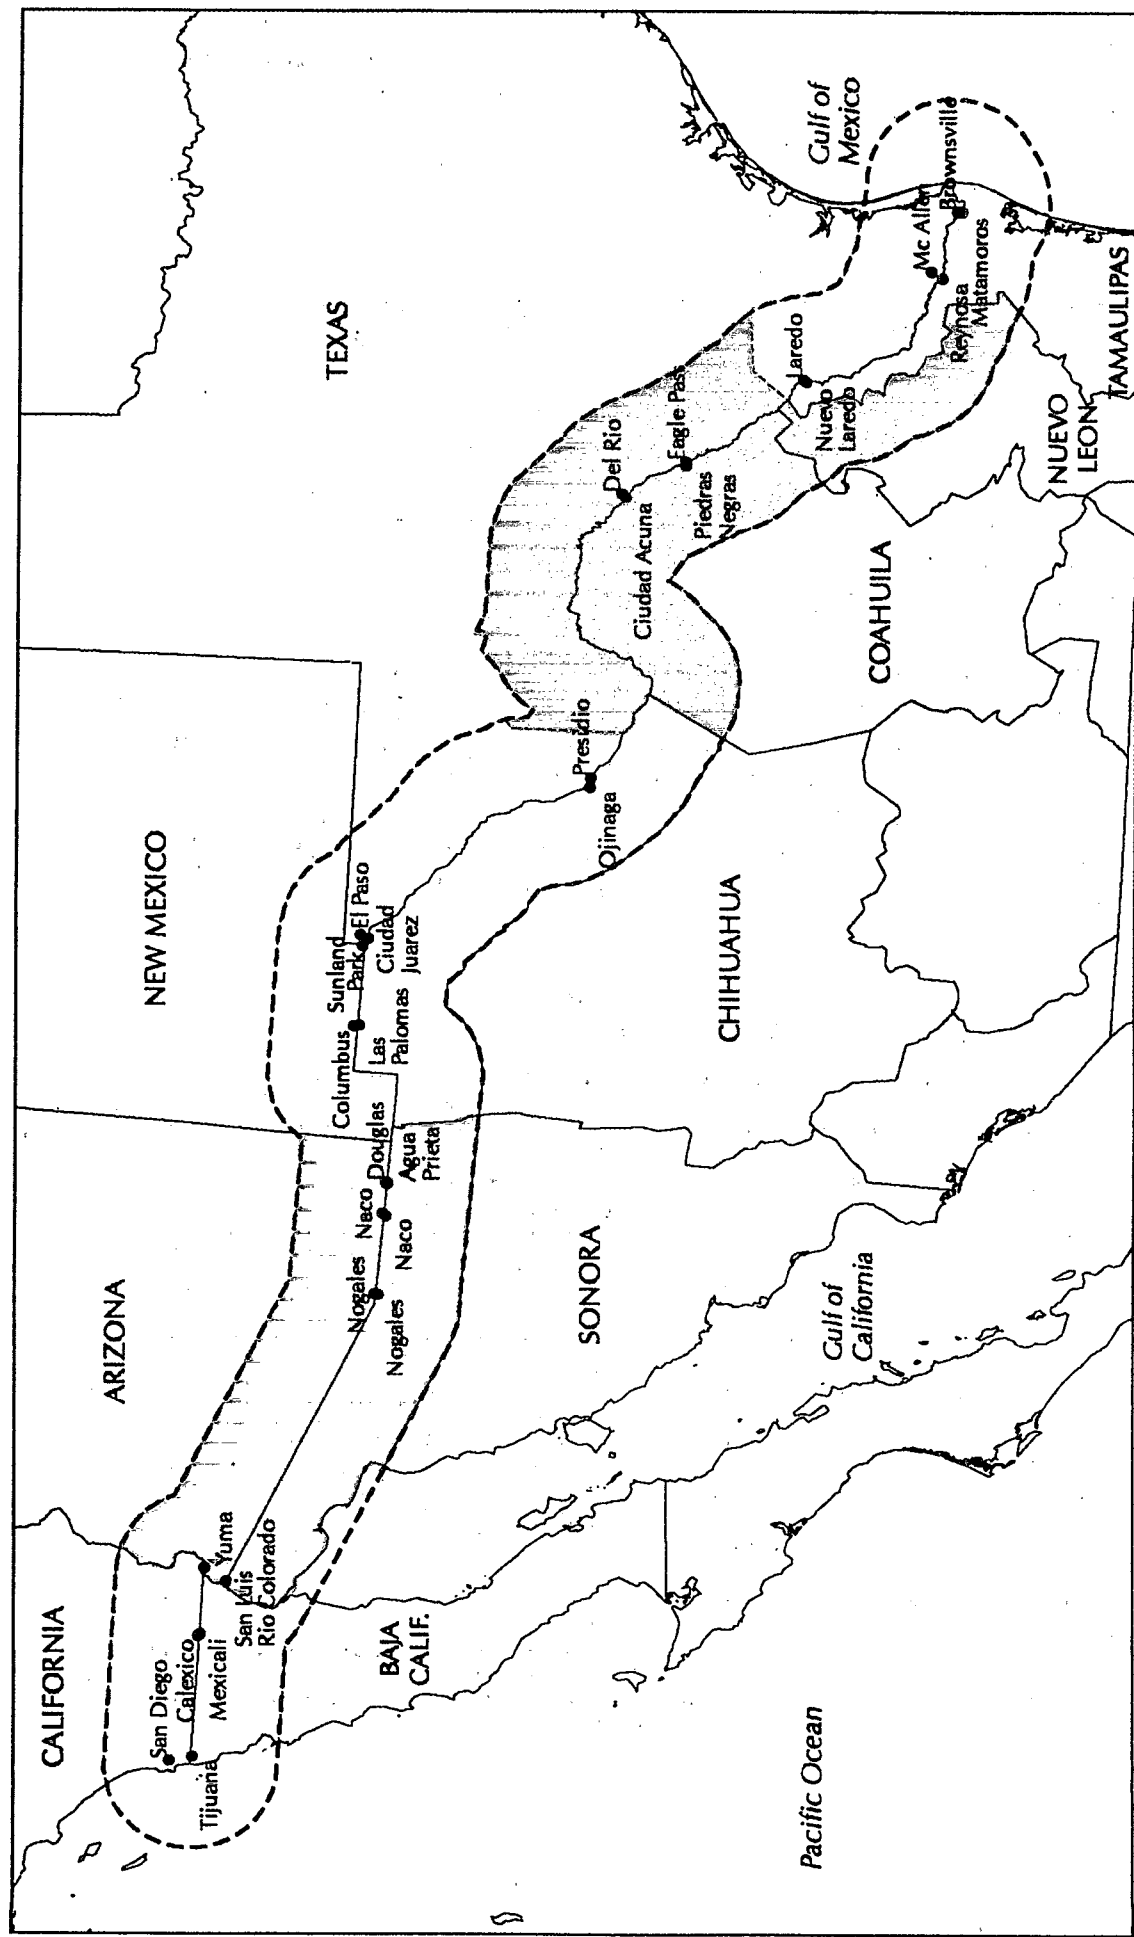 CALIFORNIA
ARIZONA
NEW MEXICO
TEXAS
San Diego
Tijuana
Calexico
Mexicali
Yuma
San Luis
Rio Colorado
Nogales
Nogales
Naco
Naco
Douglas
Agua
Prieta
Columbus
Las
Palomas
Sunland
Park
El Paso
Ciudad
Juarez
Presidio
Ojinaga
Del Rio
Ciudad Acuna
Eagle Pass
Piedras
Negras
Laredo
Nuevo
Laredo
Mc Allen
Reynosa
Brownsville
Matamoros
Gulf of
Mexico
BAJA
CALIF.
SONORA
CHIHUAHUA
COAHUILA
NUEVO
LEON
TAMAULIPAS
Gulf of
California
Pacific Ocean